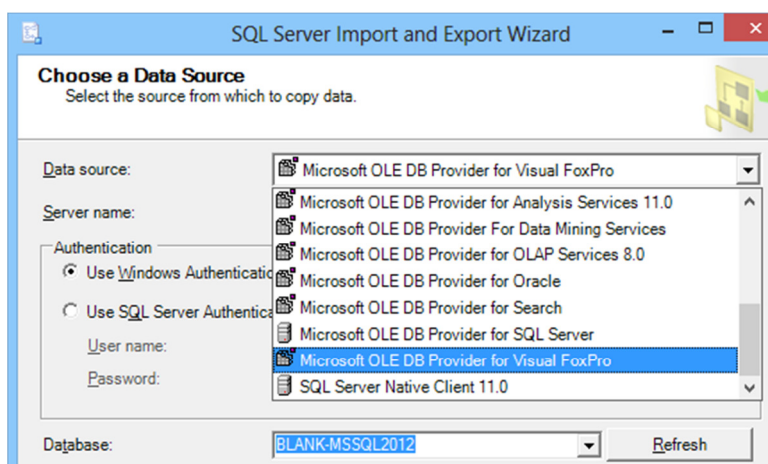 SQL Server Import and Export Wizard
Choose a Data Source
Select the source from which to copy data.
Data source:
Microsoft OLE DB Provider for Visual FoxPro
Microsoft OLE DB Provider for Analysis Services 11.0
Server name:
Microsoft OLE DB Provider For Data Mining Services
Authentication
Microsoft OLE DB Provider for OLAP Services 8.0
Use Windows Authenticatio
Microsoft OLE DB Provider for Oracle
Microsoft OLE DB Provider for Search
Use SQL Server Authentica
Microsoft OLE DB Provider for SQL Server
User name:
Microsoft OLE DB Provider for Visual FoxPro
Password:
SQL Server Native Client 11.0
Database:
BLANK-MSSQL2012
Refresh